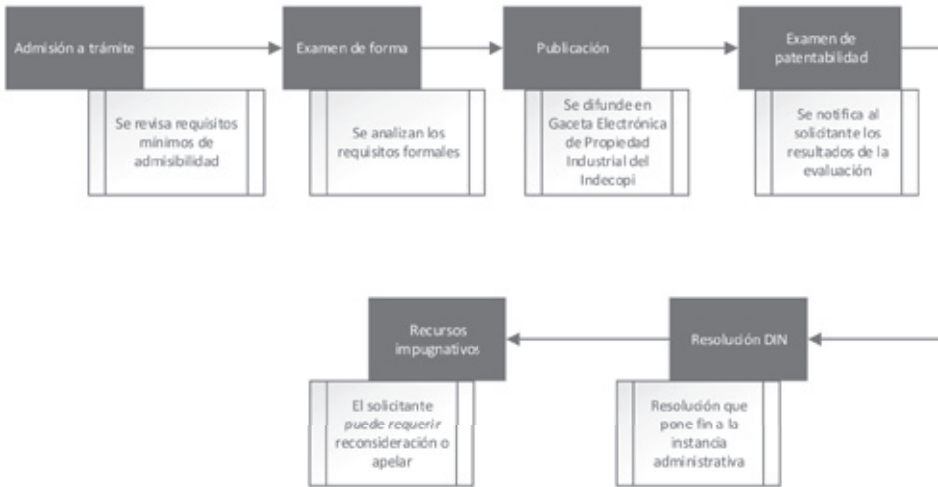 Admisión a trámite
Se revisa requisitos
mínimos de
admisibilidad
Examen de forma
Se analizan los
requisitos formales
Publicación
Se difunde en
Gaceta Electrónica
de Propiedad
Industrial del
Indecopi
Examen de
patentabilidad
Se notifica al
solicitante los
resultados de la
evaluación
Resolución DIN
Resolución que
pone fin a la
instancia
administrativa
Recursos
impugnativos
El solicitante
puede requerir
reconsideración o
apelar